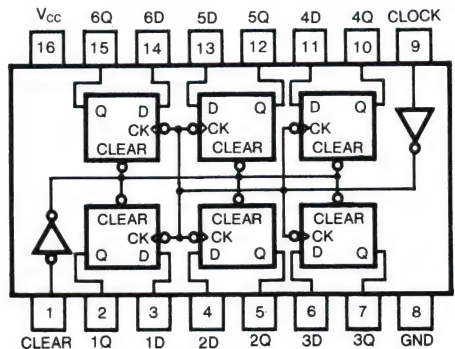 V_CC 6Q 6D 5D 5Q 4D 4Q CLOCK
16 15 14 13 12 11 10 9
Q D D Q D Q
CK CK CK
CLEAR CLEAR CLEAR
CLEAR CLEAR CLEAR
CK CK CK
Q D D Q D Q
1 2 3 4 5 6 7 8
CLEAR 1Q 1D 2D 2Q 3D 3Q GND